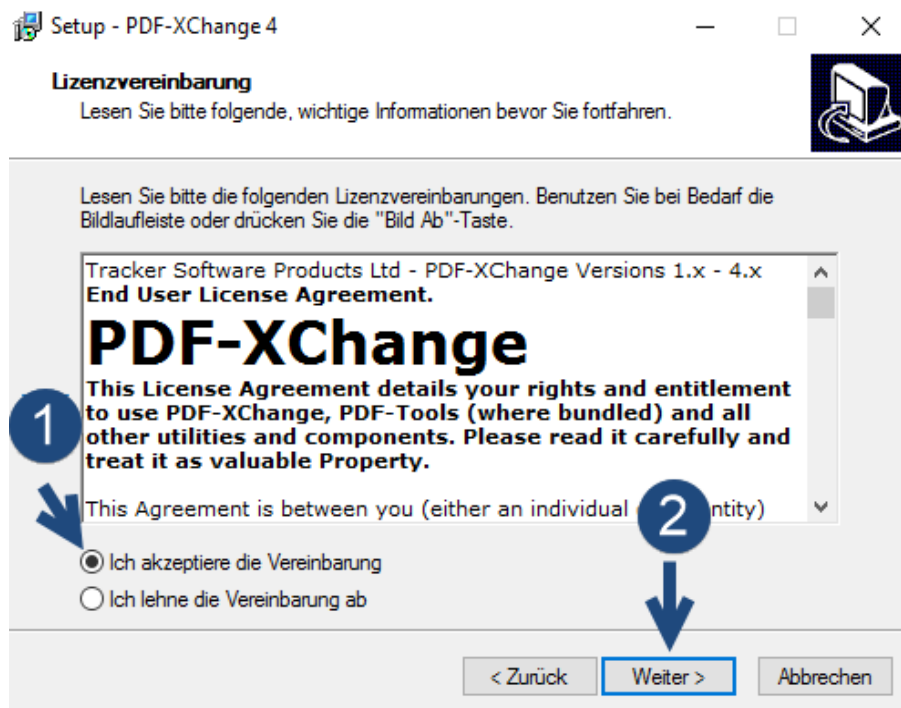 Setup - PDF-XChange 4
Lizenzvereinbarung
Lesen Sie bitte folgende, wichtige Informationen bevor Sie fortfahren.
Lesen Sie bitte die folgenden Lizenzvereinbarungen. Benutzen Sie bei Bedarf die
Bildlaufleiste oder drücken Sie die "Bild Ab"-Taste.
Tracker Software Products Ltd - PDF-XChange Versions 1.x - 4.x
End User License Agreement.
PDF-XChange
This License Agreement details your rights and entitlement
to use PDF-XChange, PDF-Tools (where bundled) and all
other utilities and components. Please read it carefully and
treat it as valuable Property.
1
This Agreement is between you (either an individual ntity)
2
Ich akzeptiere die Vereinbarung
Ich lehne die Vereinbarung ab
< Zurück
Weiter >
Abbrechen